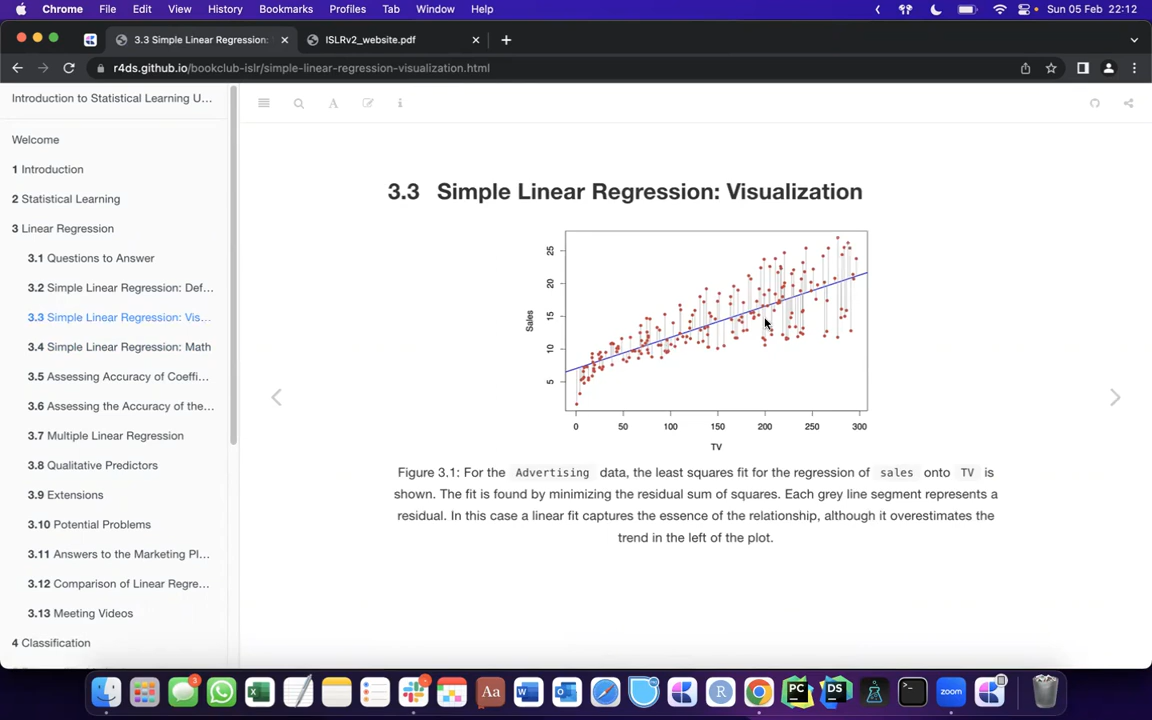 Chrome File Edit View History Bookmarks Profiles Tab Window Help Sun 05 Feb 22:12
3.3 Simple Linear Regression: ISLRv2_website.pdf
r4ds.github.io/bookclub-islr/simple-linear-regression-visualization.html
Introduction to Statistical Learning U...
Welcome
1 Introduction
2 Statistical Learning
3 Linear Regression
3.1 Questions to Answer
3.2 Simple Linear Regression: Def...
3.3 Simple Linear Regression: Vis...
3.4 Simple Linear Regression: Math
3.5 Assessing Accuracy of Coeffi...
3.6 Assessing the Accuracy of the...
3.7 Multiple Linear Regression
3.8 Qualitative Predictors
3.9 Extensions
3.10 Potential Problems
3.11 Answers to the Marketing Pl...
3.12 Comparison of Linear Regre...
3.13 Meeting Videos
4 Classification
3.3 Simple Linear Regression: Visualization
25
20
15
10
5
Sales
0 50 100 150 200 250 300
TV
Figure 3.1: For the Advertising data, the least squares fit for the regression of sales onto TV is
shown. The fit is found by minimizing the residual sum of squares. Each grey line segment represents a
residual. In this case a linear fit captures the essence of the relationship, although it overestimates the
trend in the left of the plot.
3
Aa
R
PC
DS
zoom